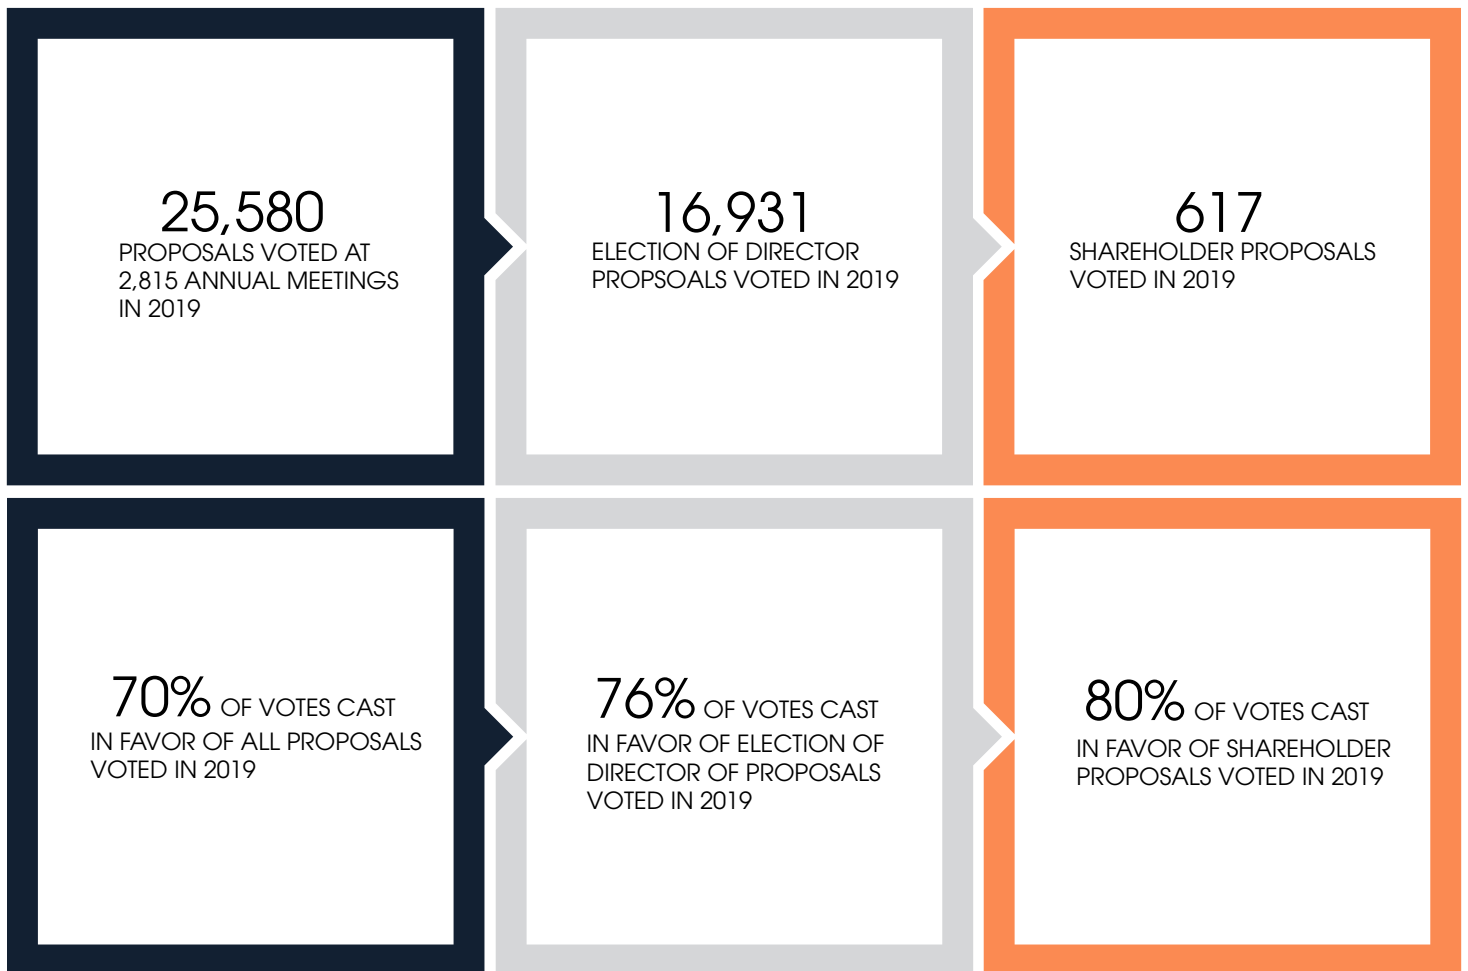 25,580
PROPOSALS VOTED AT
2,815 ANNUAL MEETINGS
IN 2019
16,931
ELECTION OF DIRECTOR
PROPSOALS VOTED IN 2019
617
SHAREHOLDER PROPOSALS
VOTED IN 2019
70% OF VOTES CAST
IN FAVOR OF ALL PROPOSALS
VOTED IN 2019
76% OF VOTES CAST
IN FAVOR OF ELECTION OF
DIRECTOR OF PROPOSALS
VOTED IN 2019
80% OF VOTES CAST
IN FAVOR OF SHAREHOLDER
PROPOSALS VOTED IN 2019